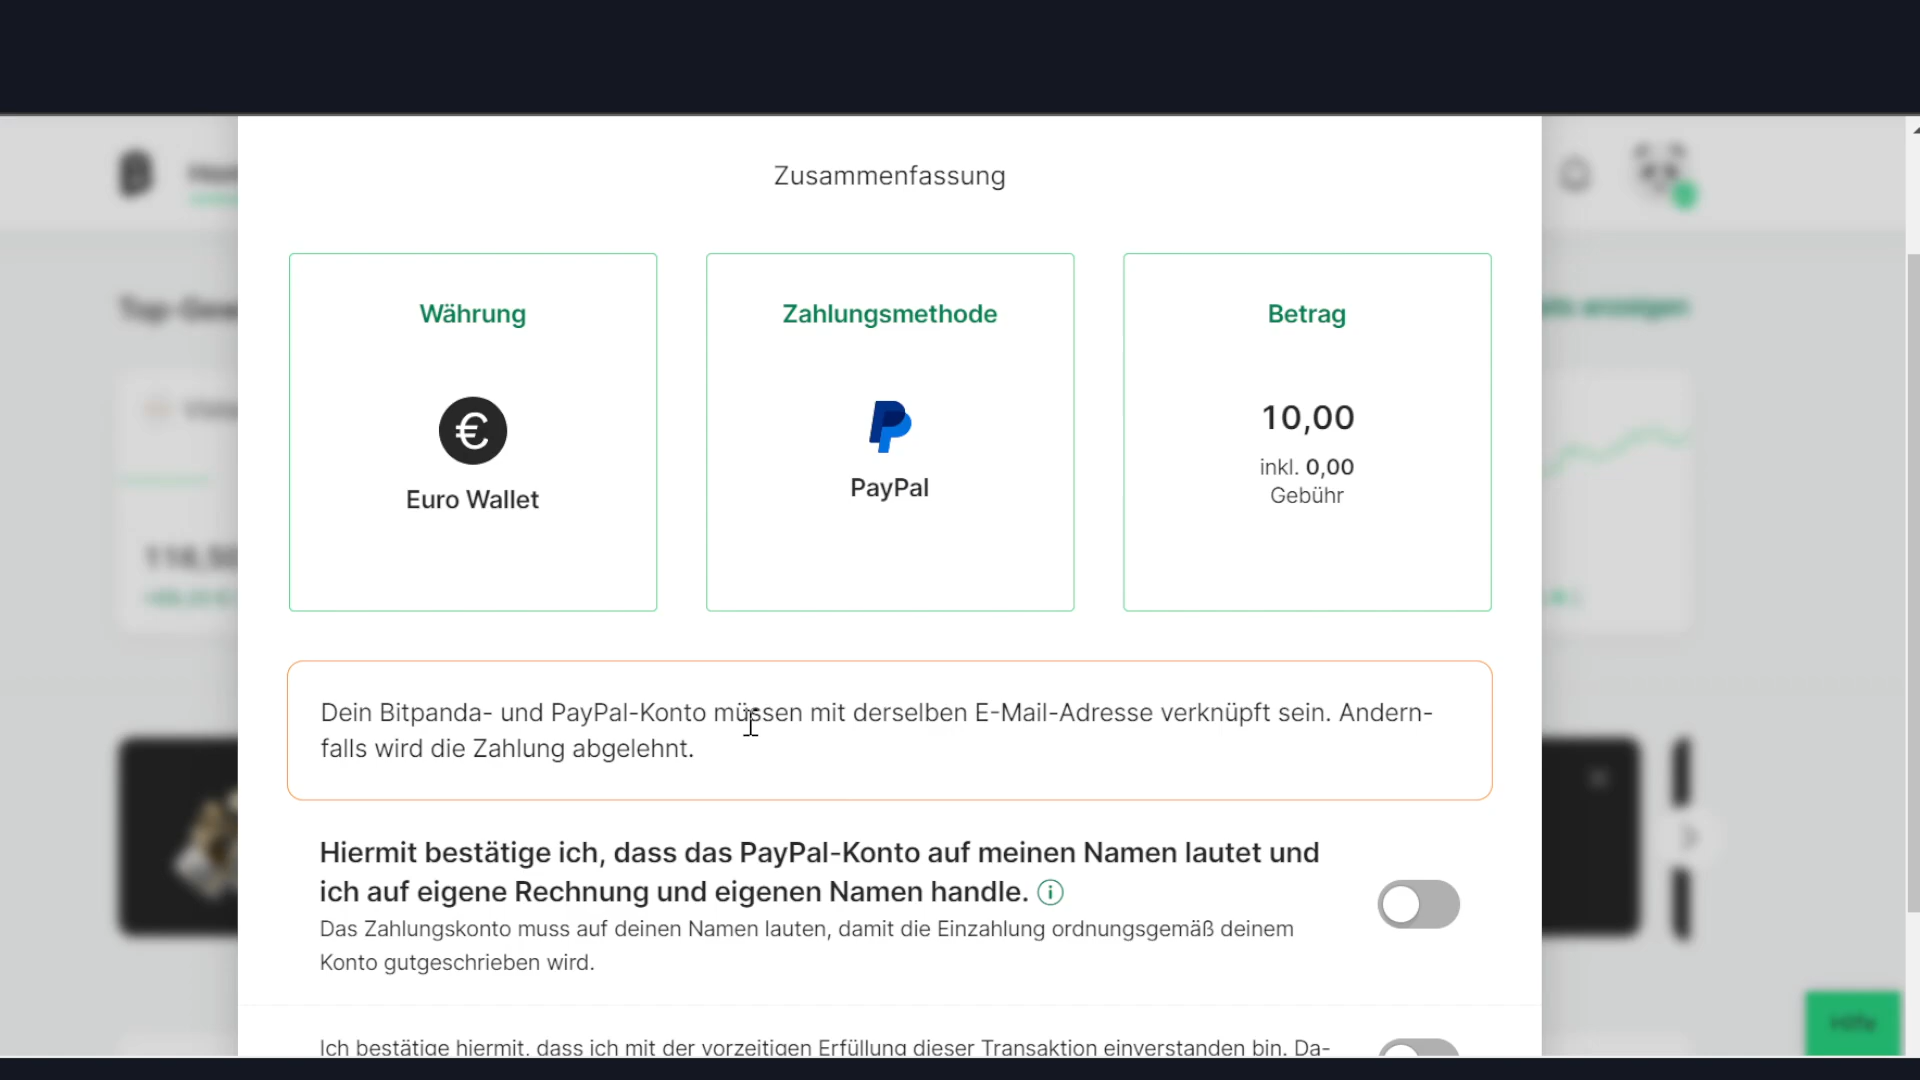 Zusammenfassung
Währung
Zahlungsmethode
Betrag
€
Euro Wallet
PayPal
10,00
inkl. 0,00
Gebühr
Dein Bitpanda- und PayPal-Konto müssen mit derselben E-Mail-Adresse verknüpft sein. Andern-
falls wird die Zahlung abgelehnt.
Hiermit bestätige ich, dass das PayPal-Konto auf meinen Namen lautet und
ich auf eigene Rechnung und eigenen Namen handle.
Das Zahlungskonto muss auf deinen Namen lauten, damit die Einzahlung ordnungsgemäß deinem
Konto gutgeschrieben wird.
Ich bestätige hiermit, dass ich mit der vorzeitigen Erfüllung dieser Transaktion einverstanden bin. Da-
anzeigen
Hilfe